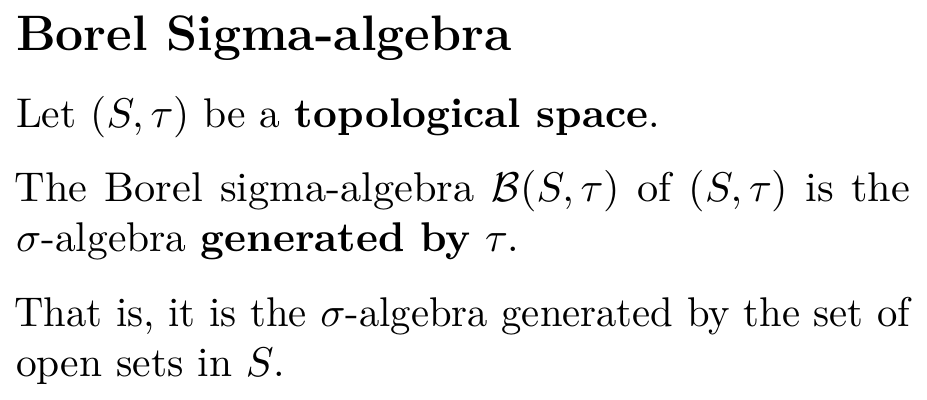 Borel Sigma-algebra
Let (S, τ) be a topological space.
The Borel sigma-algebra ℬ(S, τ) of (S, τ) is the
σ-algebra generated by τ.
That is, it is the σ-algebra generated by the set of
open sets in S.